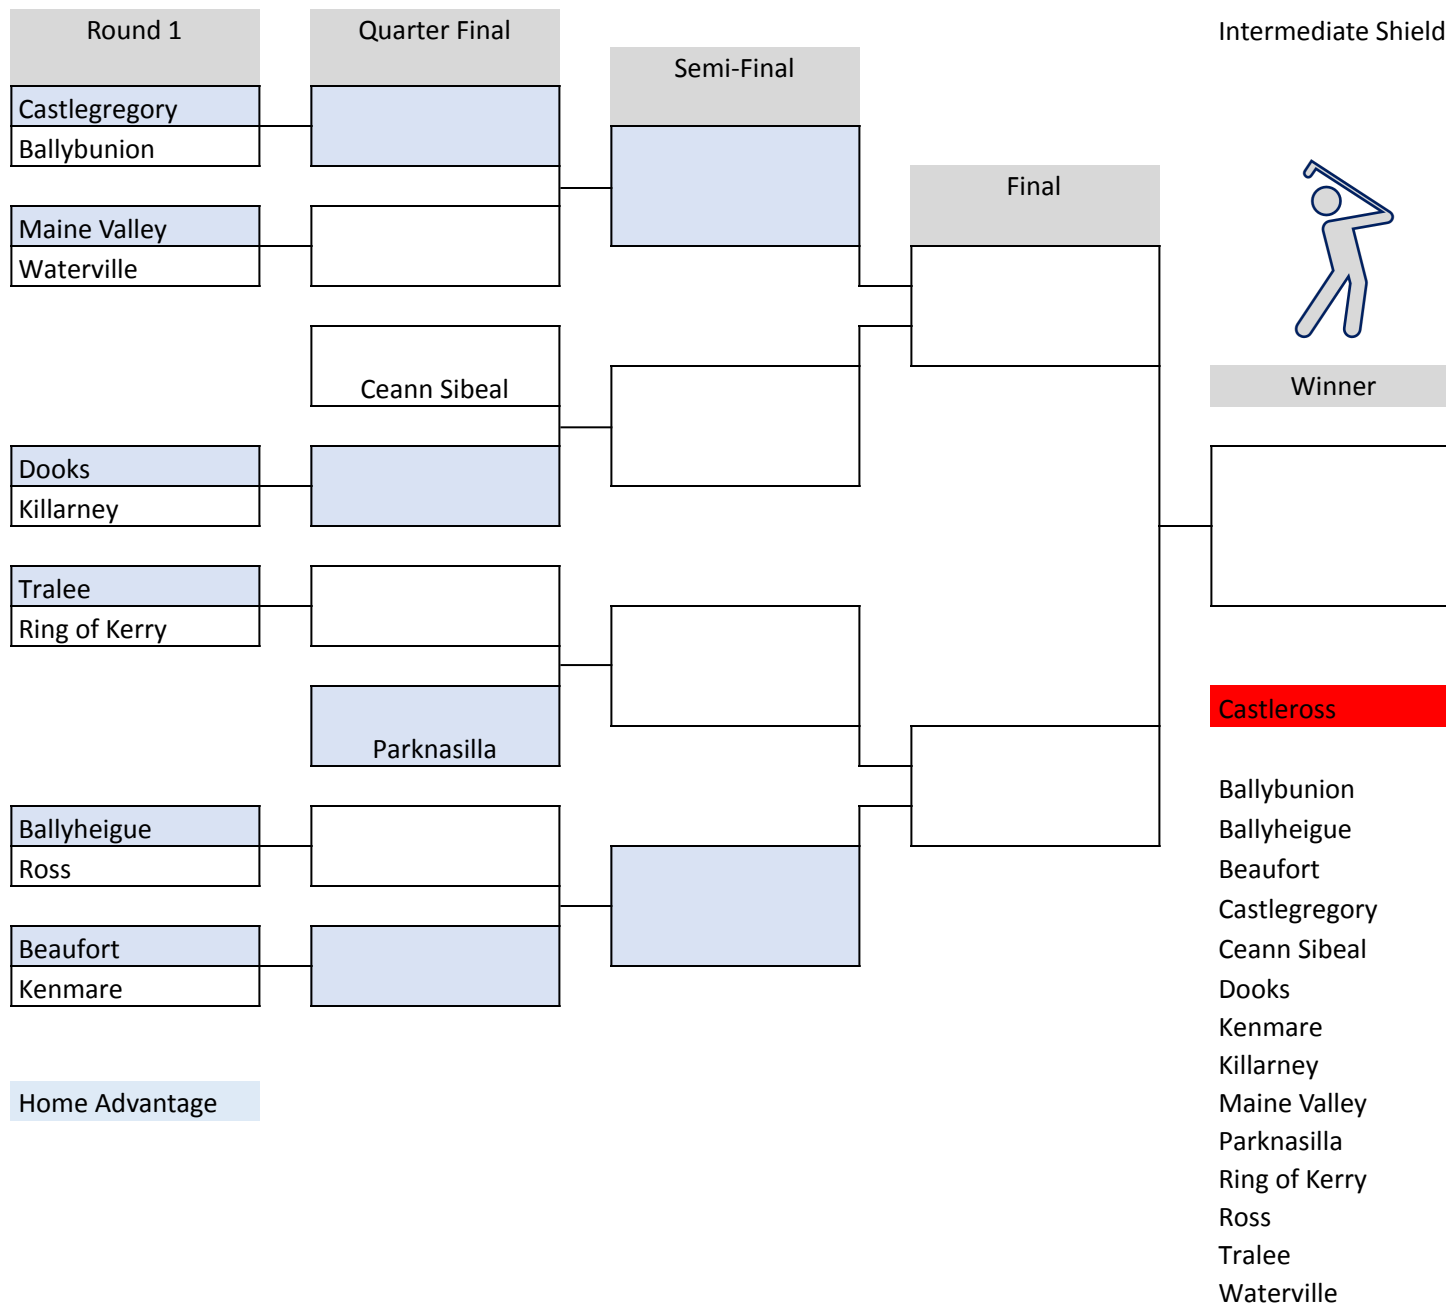 Round 1
Quarter Final
Intermediate Shield
Semi-Final
Castlegregory
Ballybunion
Final
Maine Valley
Waterville
Ceann Sibeal
Winner
Dooks
Killarney
Tralee
Ring of Kerry
Castleross
Parknasilla
Ballybunion
Ballyheigue
Ballyheigue
Ross
Beaufort
Castlegregory
Beaufort
Ceann Sibeal
Kenmare
Dooks
Kenmare
Killarney
Home Advantage
Maine Valley
Parknasilla
Ring of Kerry
Ross
Tralee
Waterville